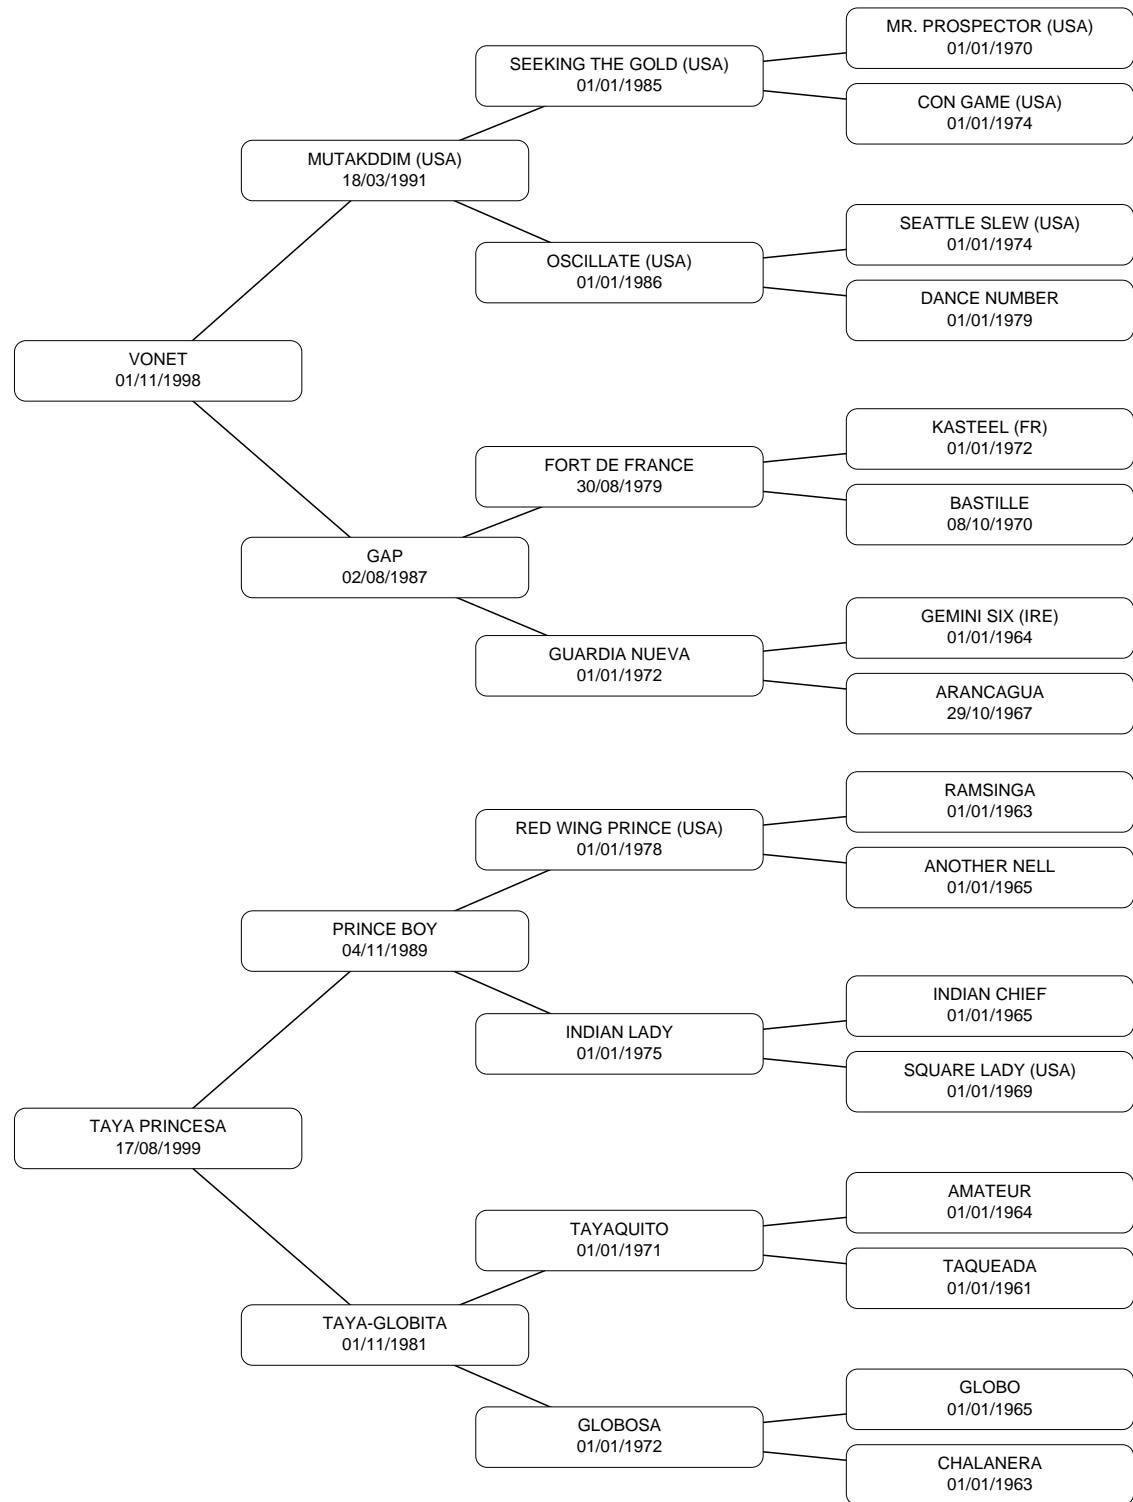 MR. PROSPECTOR (USA)
01/01/1970
SEEKING THE GOLD (USA)
01/01/1985
CON GAME (USA)
01/01/1974
MUTAKDDIM (USA)
18/03/1991
SEATTLE SLEW (USA)
01/01/1974
OSCILLATE (USA)
01/01/1986
DANCE NUMBER
01/01/1979
VONET
01/11/1998
KASTEEL (FR)
01/01/1972
FORT DE FRANCE
30/08/1979
BASTILLE
08/10/1970
GAP
02/08/1987
GEMINI SIX (IRE)
01/01/1964
GUARDIA NUEVA
01/01/1972
ARANCAGUA
29/10/1967
RAMSINGA
01/01/1963
RED WING PRINCE (USA)
01/01/1978
ANOTHER NELL
01/01/1965
PRINCE BOY
04/11/1989
INDIAN CHIEF
01/01/1965
INDIAN LADY
01/01/1975
SQUARE LADY (USA)
01/01/1969
TAYA PRINCESA
17/08/1999
AMATEUR
01/01/1964
TAYAQUITO
01/01/1971
TAQUEADA
01/01/1961
TAYA-GLOBITA
01/11/1981
GLOBO
01/01/1965
GLOBOSA
01/01/1972
CHALANERA
01/01/1963